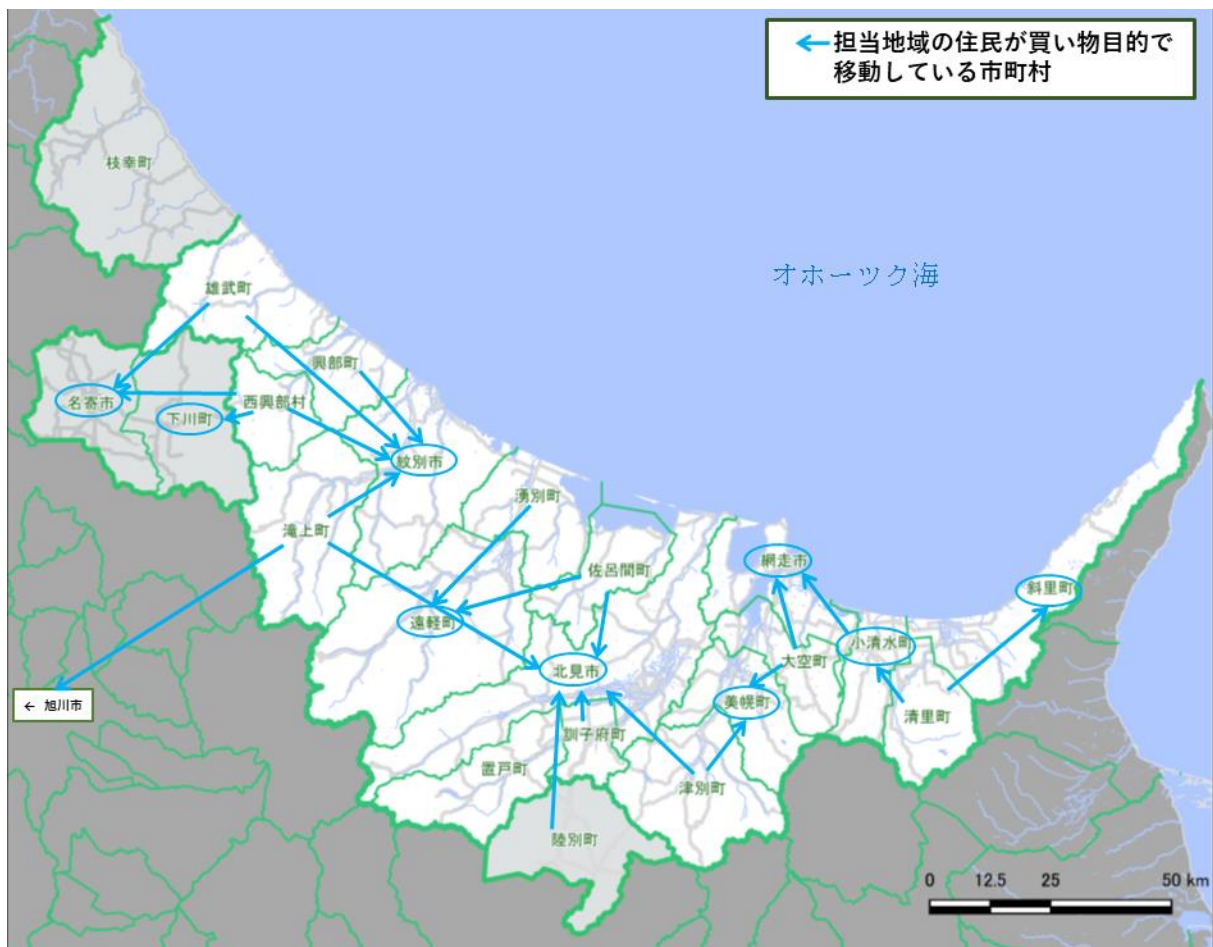 ←担当地域の住民が買い物目的で
移動している市町村
枝幸町
オホーツク海
雄武町
興部町
名寄市
下川町
西興部村
紋別市
湧別町
滝上町
佐呂間町
網走市
斜里町
遠軽町
小清水町
大空町
北見市
美幌町
清里町
← 旭川市
訓子府町
置戸町
津別町
陸別町
0 12.5 25 50 km